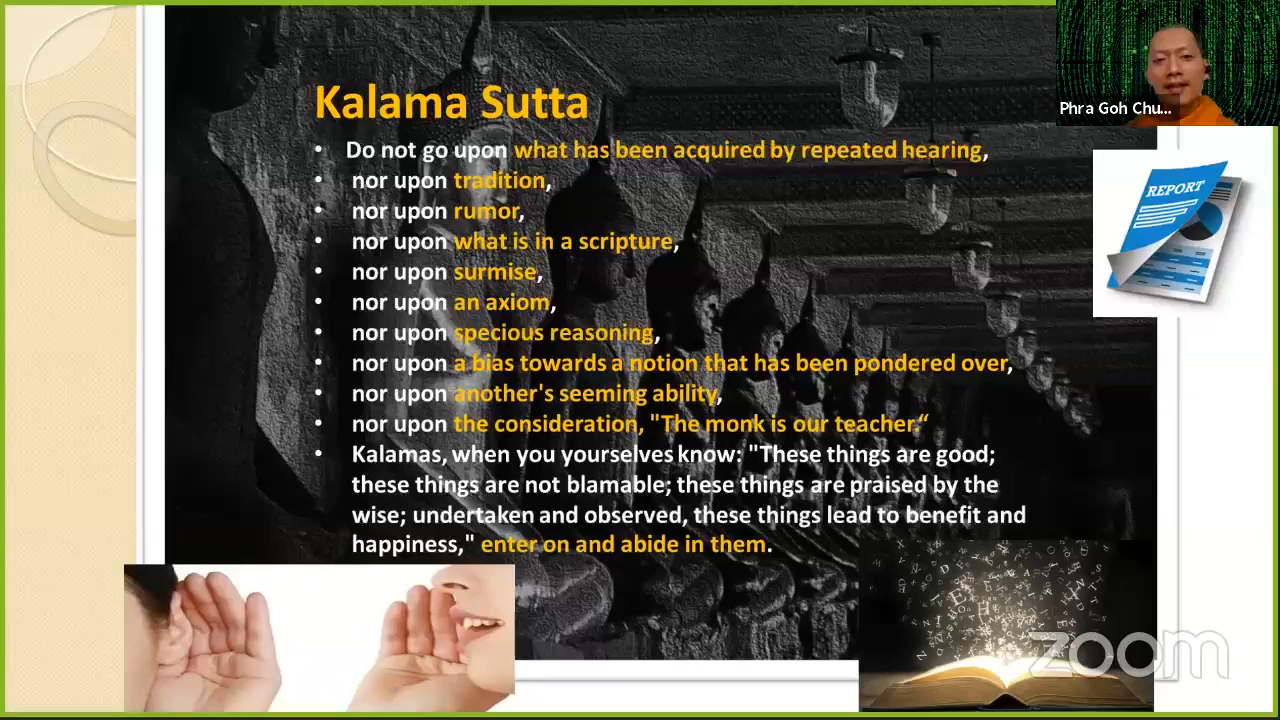 Kalama Sutta
• Do not go upon what has been acquired by repeated hearing,
• nor upon tradition,
• nor upon rumor,
• nor upon what is in a scripture,
• nor upon surmise,
• nor upon an axiom,
• nor upon specious reasoning,
• nor upon a bias towards a notion that has been pondered over,
• nor upon another's seeming ability,
• nor upon the consideration, "The monk is our teacher.“
• Kalamas, when you yourselves know: "These things are good;
these things are not blamable; these things are praised by the
wise; undertaken and observed, these things lead to benefit and
happiness," enter on and abide in them.
Phra Goh Chu...
REPORT
zoom